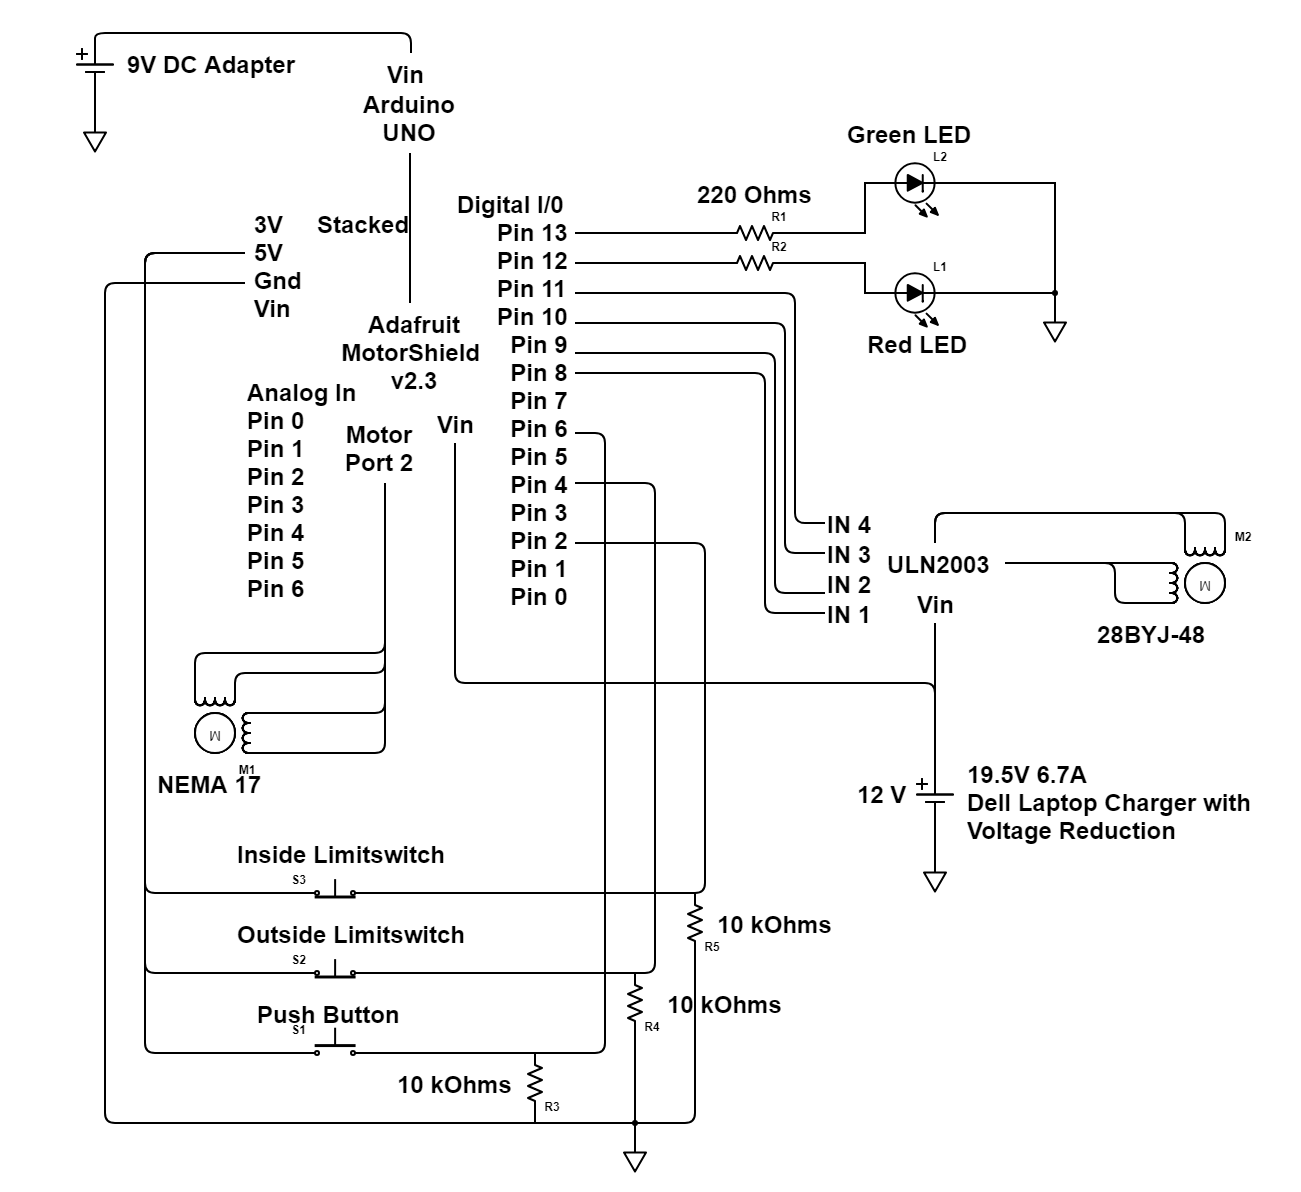 9V DC Adapter
Vin
Arduino
UNO
Green LED
L2
220 Ohms
R1
R2
L1
Red LED
3V
5V
Gnd
Vin
Stacked
Digital I/0
Pin 13
Pin 12
Pin 11
Pin 10
Pin 9
Pin 8
Pin 7
Pin 6
Pin 5
Pin 4
Pin 3
Pin 2
Pin 1
Pin 0
Adafruit
MotorShield
v2.3
Analog In
Pin 0
Pin 1
Pin 2
Pin 3
Pin 4
Pin 5
Pin 6
Motor
Port 2
Vin
IN 4
IN 3
IN 2
IN 1
ULN2003
Vin
M2
M
28BYJ-48
M
M1
NEMA 17
12 V
19.5V 6.7A
Dell Laptop Charger with
Voltage Reduction
Inside Limitswitch
S3
10 kOhms
R5
Outside Limitswitch
S2
10 kOhms
R4
Push Button
S1
10 kOhms
R3